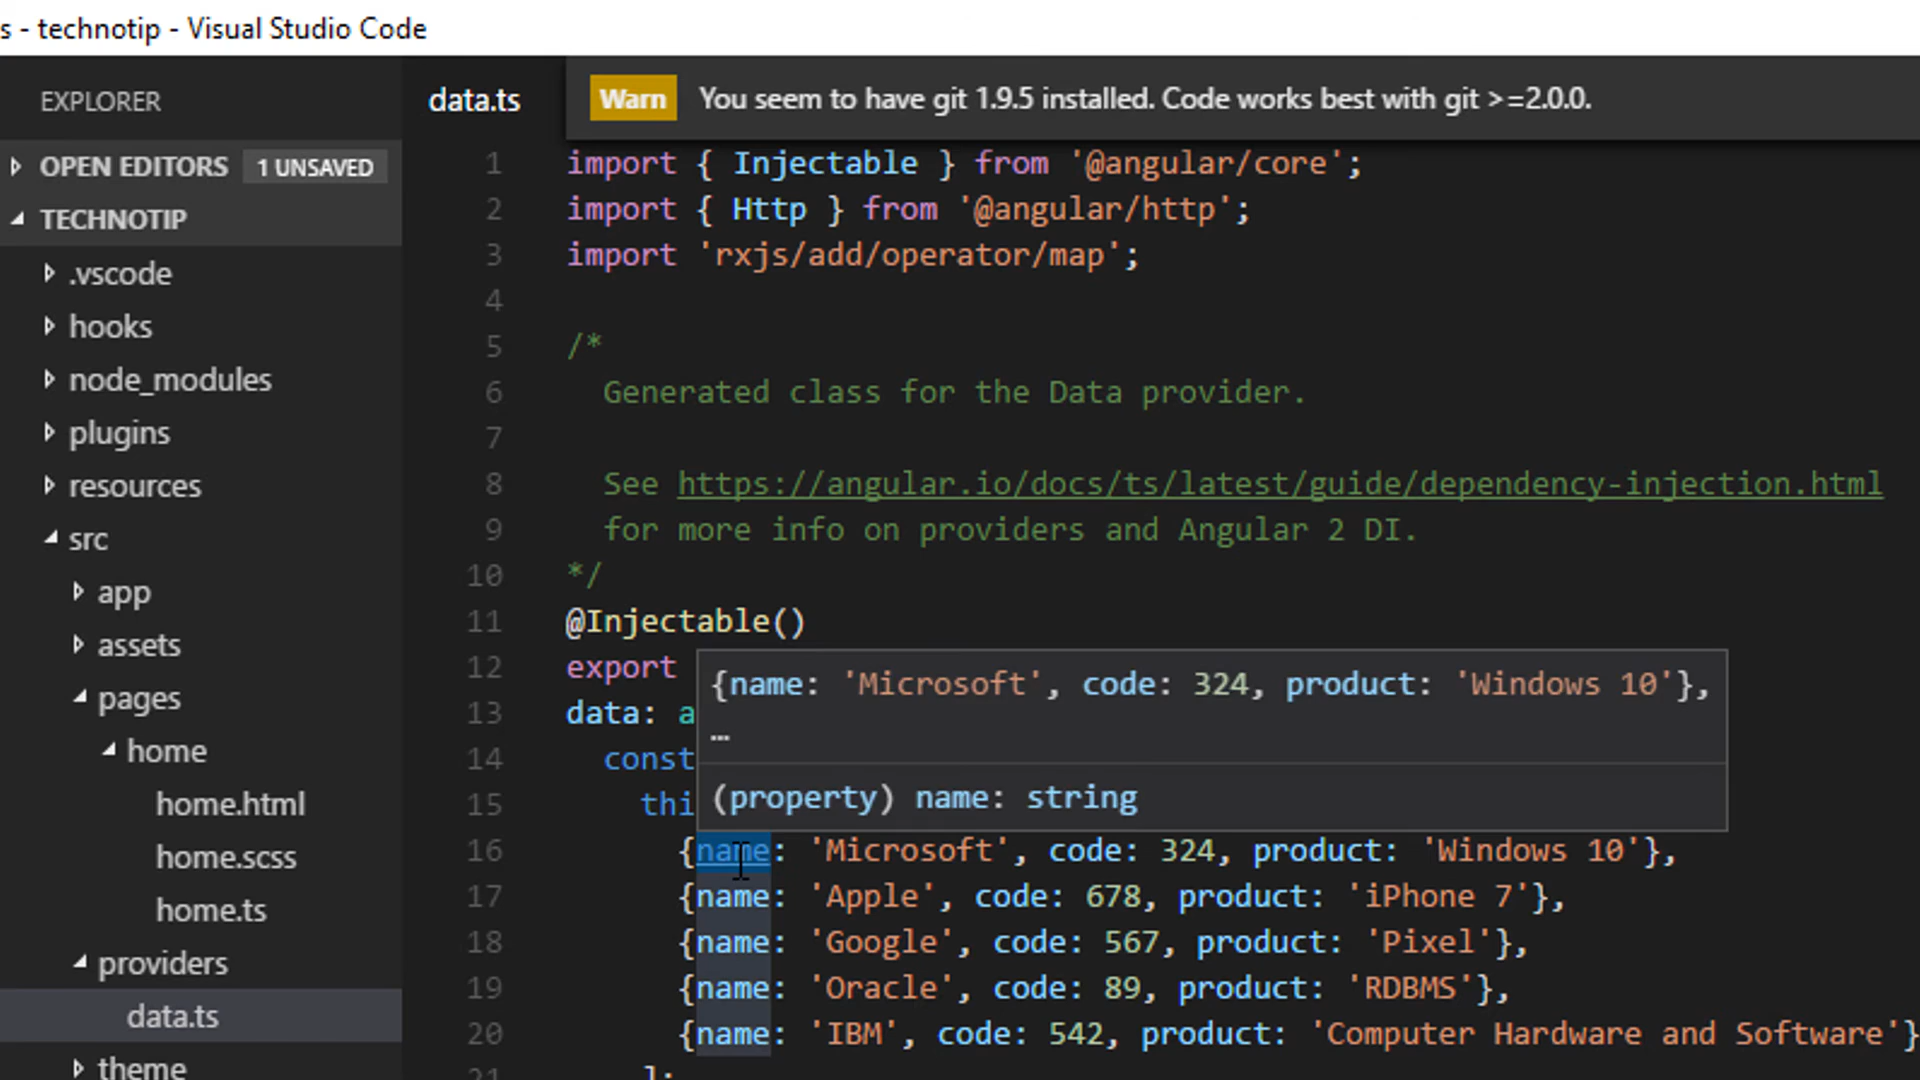 s - technotip - Visual Studio Code
EXPLORER
OPEN EDITORS 1 UNSAVED
TECHNOTIP
.vscode
hooks
node_modules
plugins
resources
src
app
assets
pages
home
home.html
home.scss
home.ts
providers
data.ts
theme
data.ts
Warn You seem to have git 1.9.5 installed. Code works best with git >=2.0.0.
1 import { Injectable } from '@angular/core';
2 import { Http } from '@angular/http';
3 import 'rxjs/add/operator/map';
4
5 /*
6 Generated class for the Data provider.
7
8 See https://angular.io/docs/ts/latest/guide/dependency-injection.html
9 for more info on providers and Angular 2 DI.
10 */
11 @Injectable()
12 export
13 data: a
14 const
15 thi
{name: 'Microsoft', code: 324, product: 'Windows 10'},
…
(property) name: string
16 {name: 'Microsoft', code: 324, product: 'Windows 10'},
17 {name: 'Apple', code: 678, product: 'iPhone 7'},
18 {name: 'Google', code: 567, product: 'Pixel'},
19 {name: 'Oracle', code: 89, product: 'RDBMS'},
20 {name: 'IBM', code: 542, product: 'Computer Hardware and Software'}
21 ];